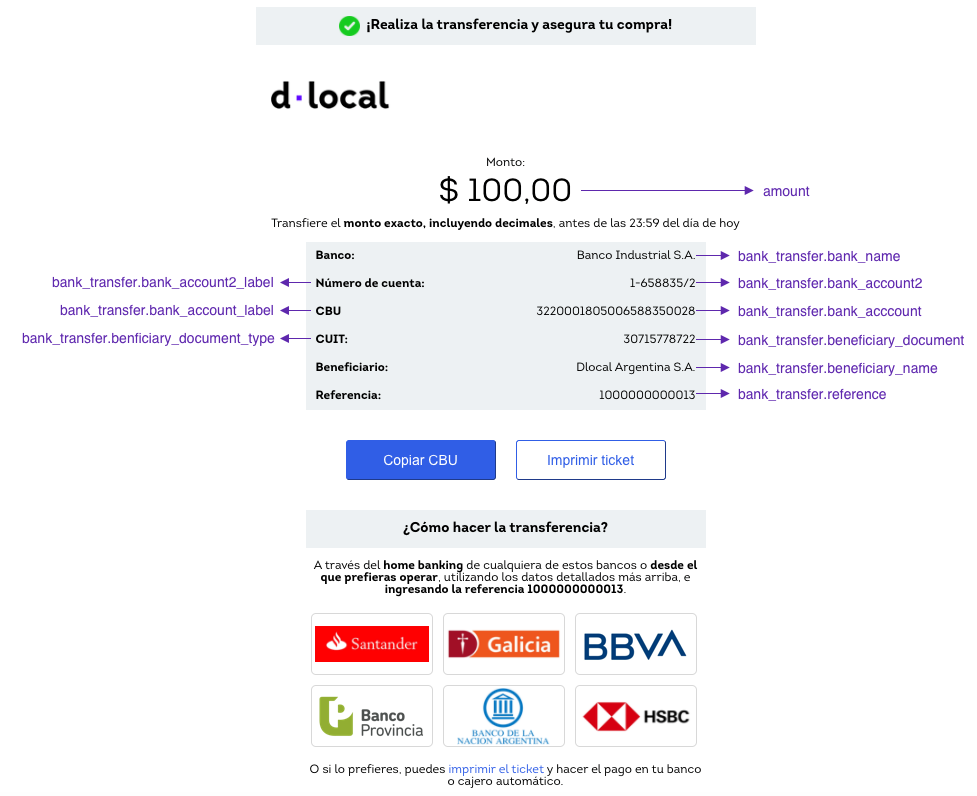 ¡Realiza la transferencia y asegura tu compra!
d·local
Monto:
$ 100,00
amount
Transfiere el monto exacto, incluyendo decimales, antes de las 23:59 del día de hoy
Banco: Banco Industrial S.A. bank_transfer.bank_name
bank_transfer.bank_account2_label Número de cuenta: 1-658835/2 bank_transfer.bank_account2
bank_transfer.bank_account_label CBU 3220001805006588350028 bank_transfer.bank_acccount
bank_transfer.benficiary_document_type CUIT: 30715778722 bank_transfer.beneficiary_document
Beneficiario: Dlocal Argentina S.A. bank_transfer.beneficiary_name
Referencia: 1000000000013 bank_transfer.reference
Copiar CBU Imprimir ticket
¿Cómo hacer la transferencia?
A través del home banking de cualquiera de estos bancos o desde el
que prefieras operar, utilizando los datos detallados más arriba, e
ingresando la referencia 1000000000013.
Santander Galicia BBVA
Banco
Provincia
BANCO DE LA
NACION ARGENTINA
HSBC
O si lo prefieres, puedes imprimir el ticket y hacer el pago en tu banco
o cajero automático.